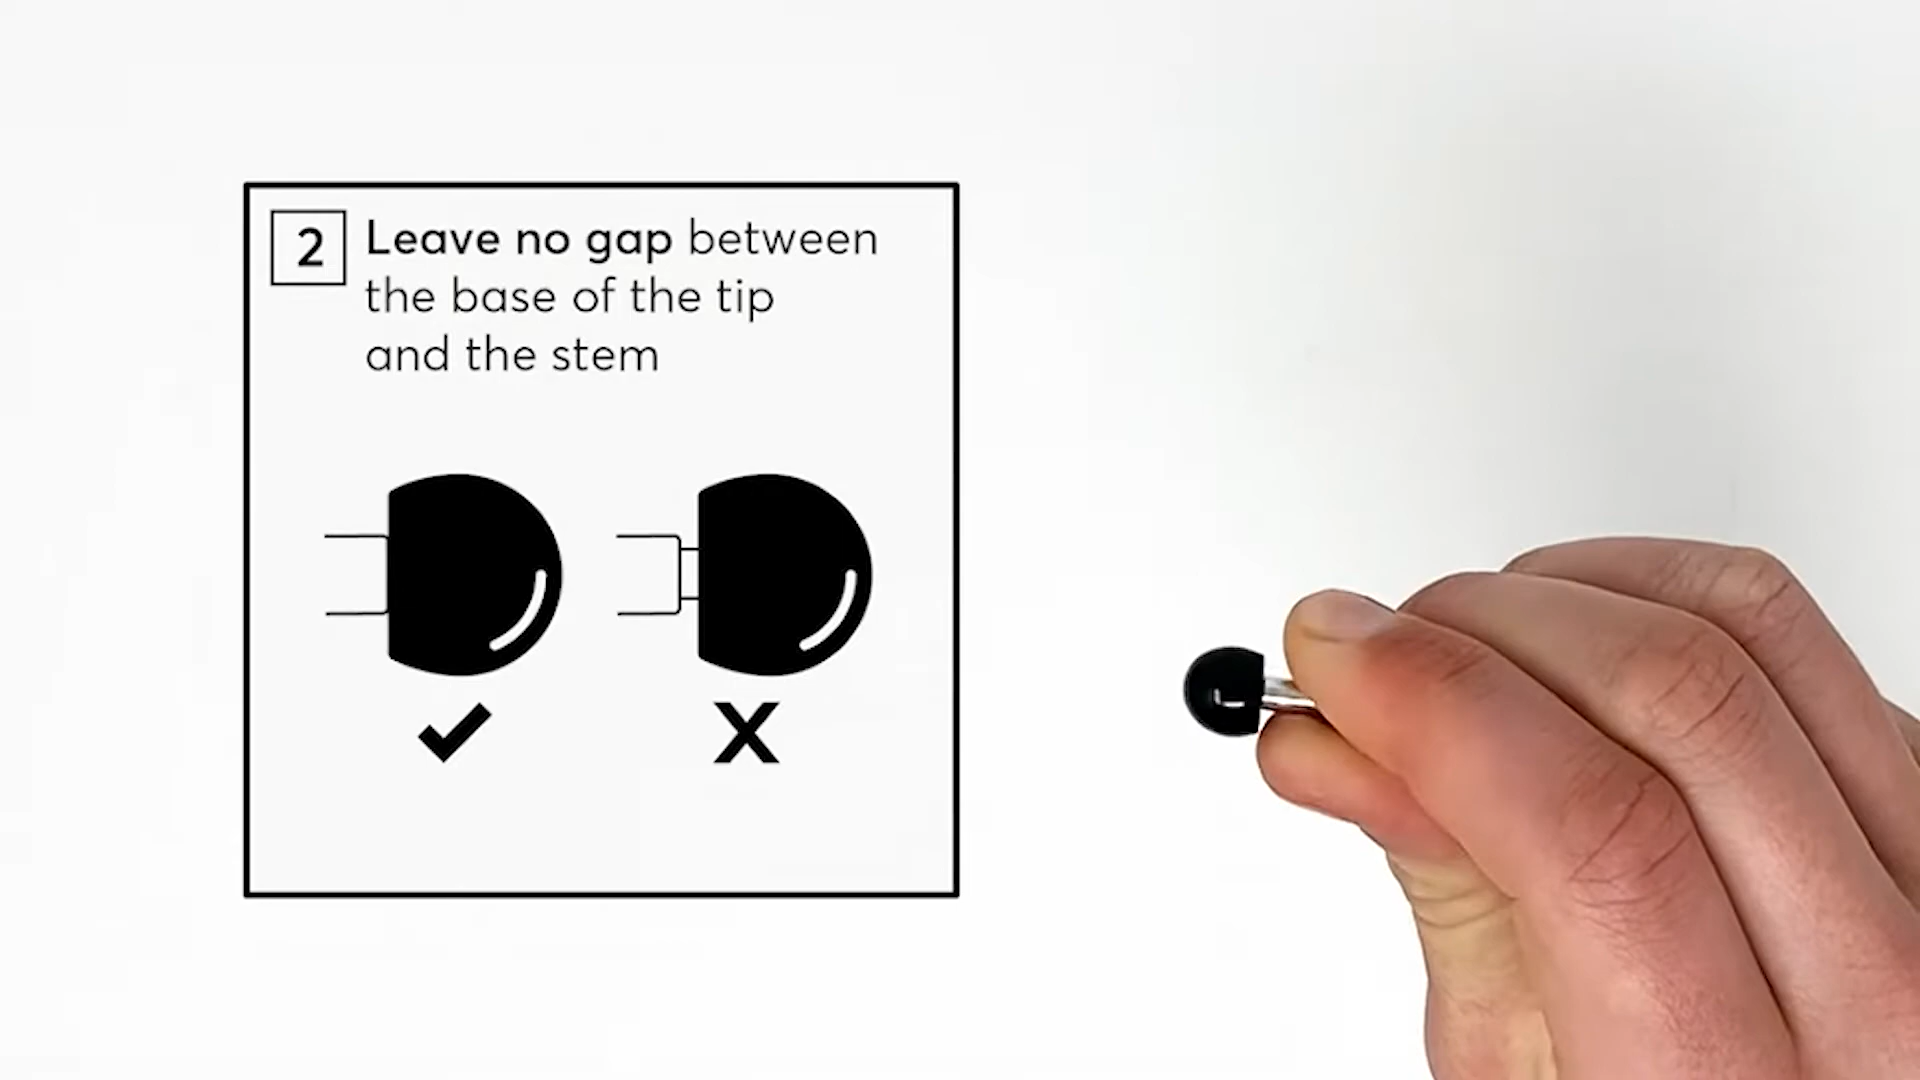 2 Leave no gap between
the base of the tip
and the stem